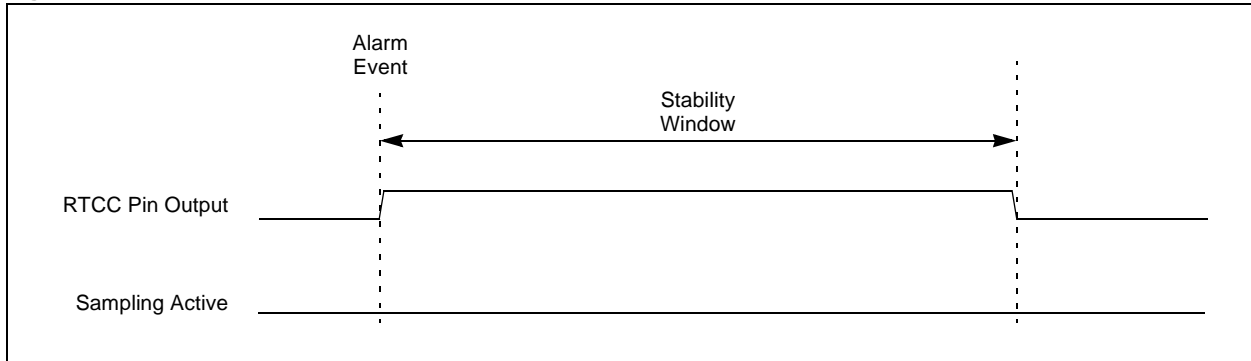 Alarm
Event
Stability
Window
RTCC Pin Output
Sampling Active